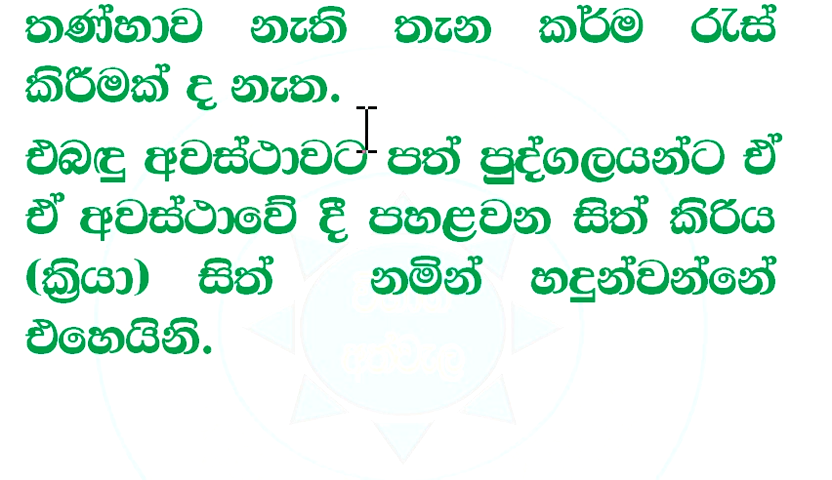 තණ්හාව නැති තැන කර්ම රැස්
කිරීමක් ද නැත.
එබඳු අවස්ථාවට පත් පුද්ගලයන්ට ඒ
ඒ අවස්ථාවේ දී පහළවන සිත් කිරිය
(ක්‍රියා) සිත් නමින් හඳුන්වන්නේ
එහෙයිනි.